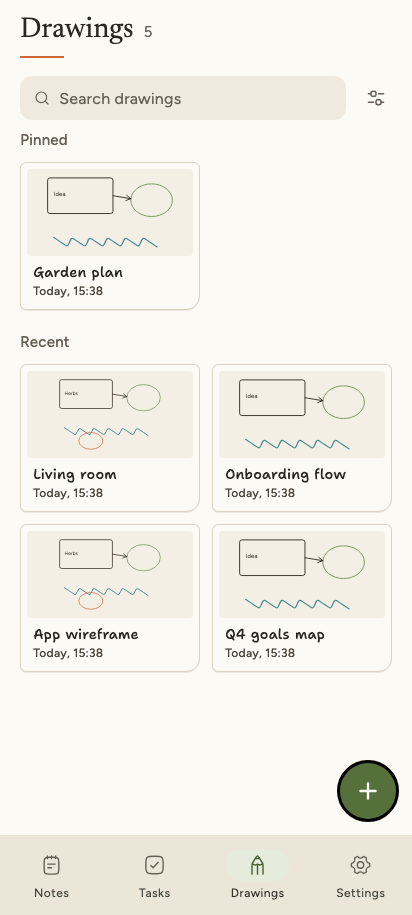 Drawings 5
Search drawings
Pinned
Idea
Garden plan
Today, 15:38
Recent
Herbs
Living room
Today, 15:38
Idea
Onboarding flow
Today, 15:38
Herbs
App wireframe
Today, 15:38
Idea
Q4 goals map
Today, 15:38
Notes
Tasks
Drawings
Settings